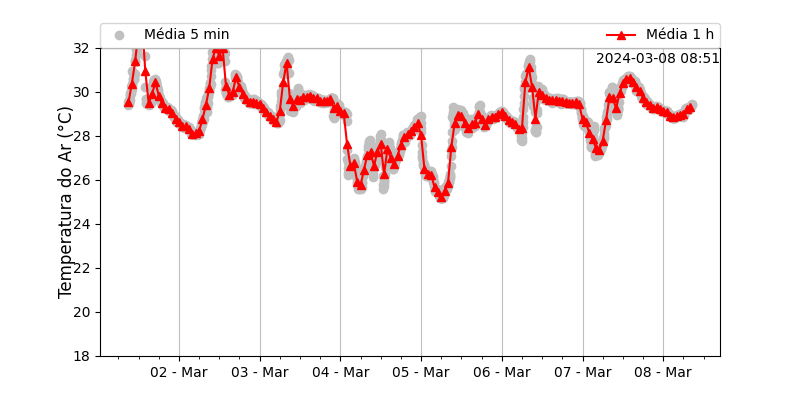 Média 5 min
Média 1 h
2024-03-08 08:51
Temperatura do Ar (°C)
32
30
28
26
24
22
20
18
02 - Mar
03 - Mar
04 - Mar
05 - Mar
06 - Mar
07 - Mar
08 - Mar